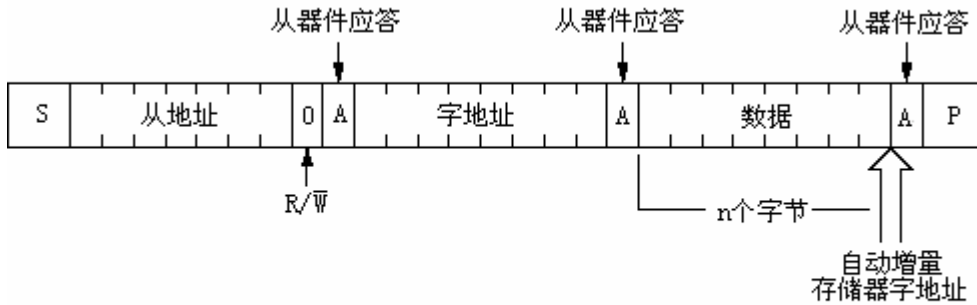 从器件应答 从器件应答 从器件应答
S 从地址 0 A 字地址 A 数据 A P
R/W̅
n个字节
自动增量
存储器字地址